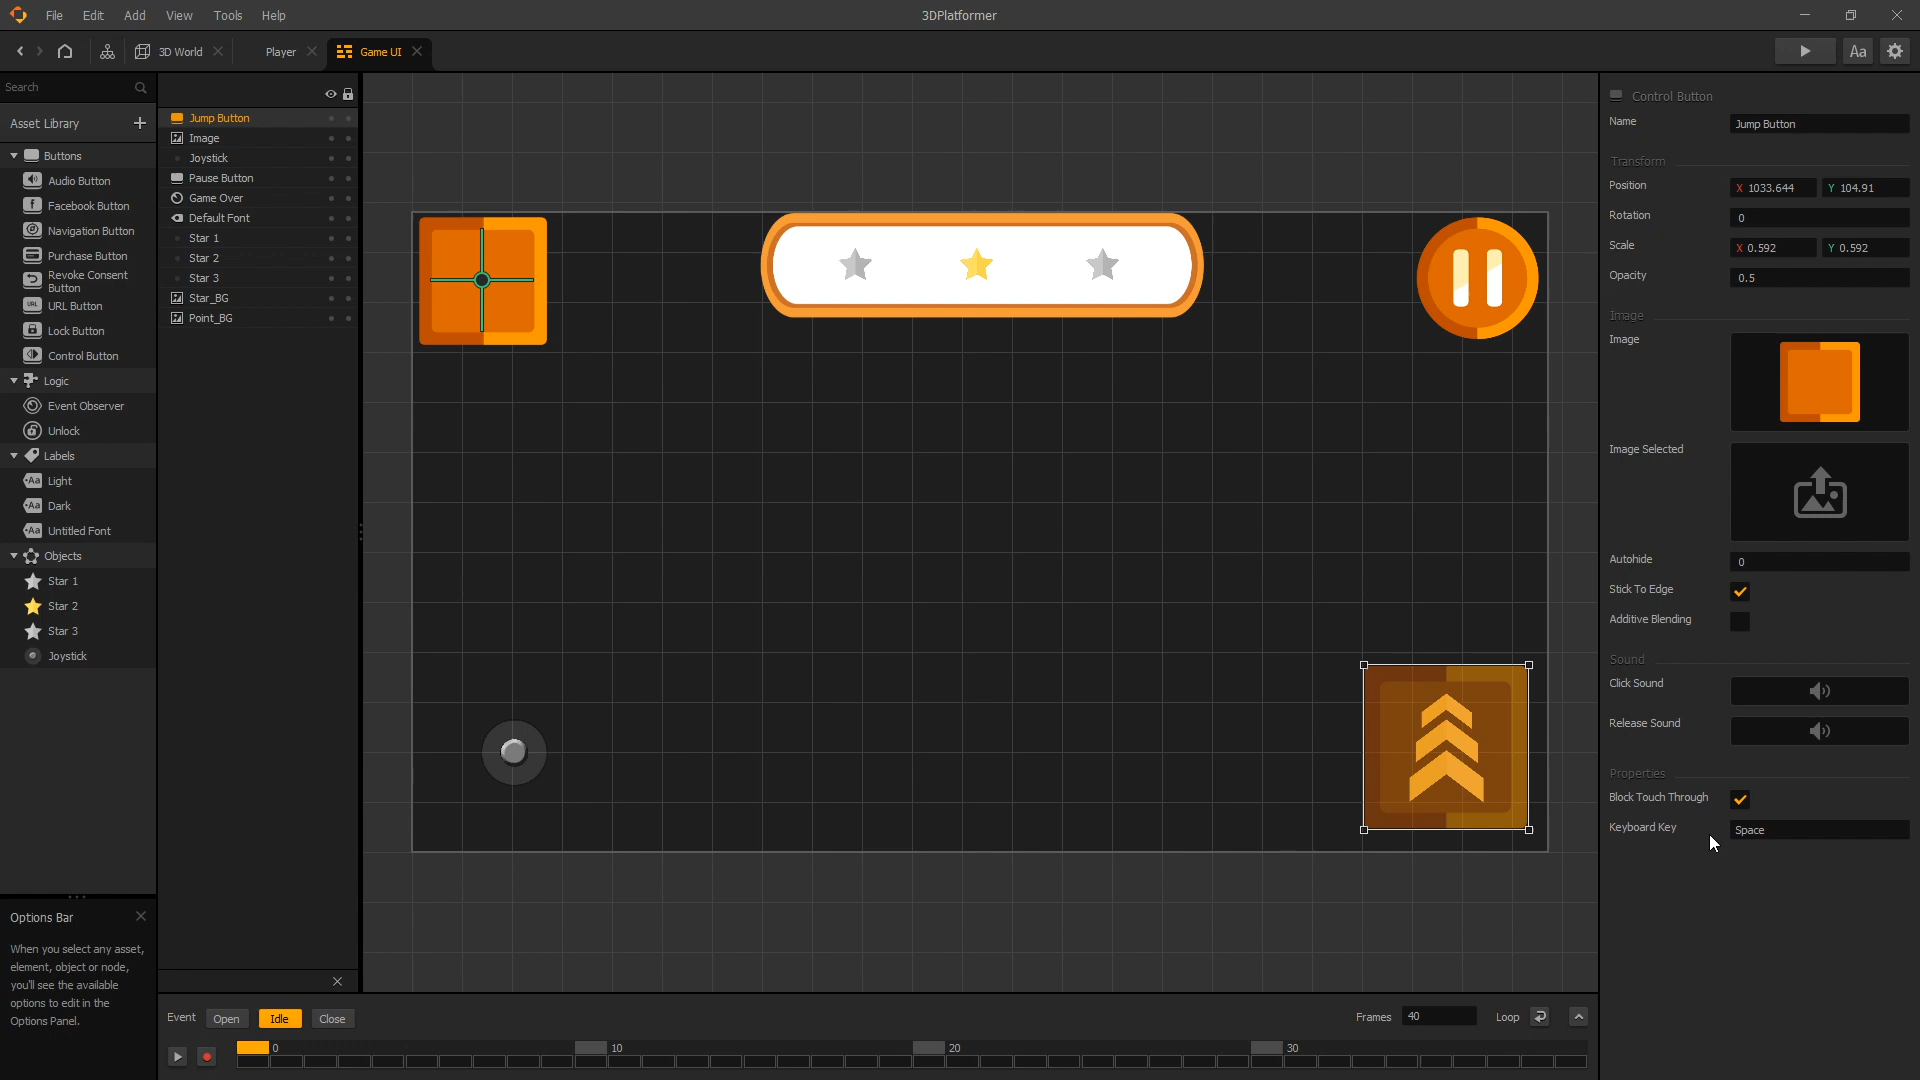 File Edit Add View Tools Help 3DPlatformer
3D World Player Game UI Aa
Search
Asset Library
Buttons
Audio Button
Facebook Button
Navigation Button
Purchase Button
Revoke Consent
Button
URL Button
Lock Button
Control Button
Logic
Event Observer
Unlock
Labels
Aa Light
Aa Dark
Aa Untitled Font
Objects
Star 1
Star 2
Star 3
Joystick
Options Bar
When you select any asset,
element, object or node,
you'll see the available
options to edit in the
Options Panel.
Jump Button
Image
Joystick
Pause Button
Game Over
Default Font
Star 1
Star 2
Star 3
Star_BG
Point_BG
Event Open Idle Close Frames 40 Loop
0 10 20 30
Control Button
Name Jump Button
Transform
Position X 1033.644 Y 104.91
Rotation 0
Scale X 0.592 Y 0.592
Opacity 0.5
Image
Image
Image Selected
Autohide 0
Stick To Edge
Additive Blending
Sound
Click Sound
Release Sound
Properties
Block Touch Through
Keyboard Key Space